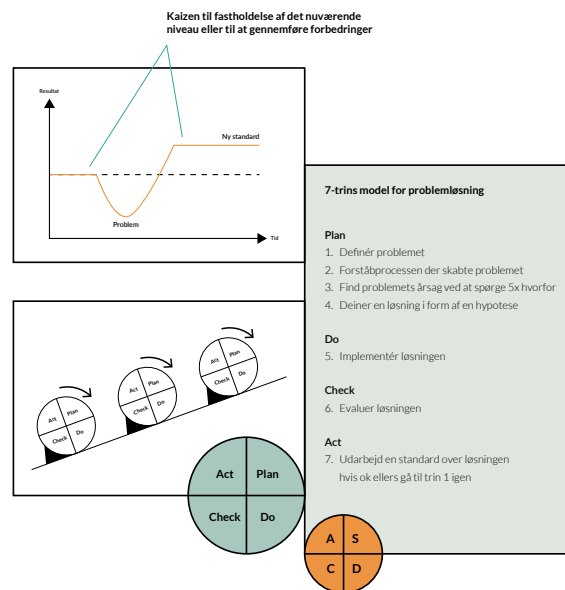 Kaizen til fastholdelse af det nuværende
niveau eller til at gennemføre forbedringer
Resultat
Ny standard
Problem
Tid
7-trins model for problemløsning
Plan
1. Definér problemet
2. Forståbprocessen der skabte problemet
3. Find problemets årsag ved at spørge 5x hvorfor
4. Deiner en løsning i form af en hypotese
Do
5. Implementér løsningen
Check
6. Evaluer løsningen
Act
7. Udarbejd en standard over løsningen
hvis ok ellers gå til trin 1 igen
Act Plan
Check Do
Act Plan
Check Do
Act Plan
Check Do
Act Plan
Check Do
A S
C D